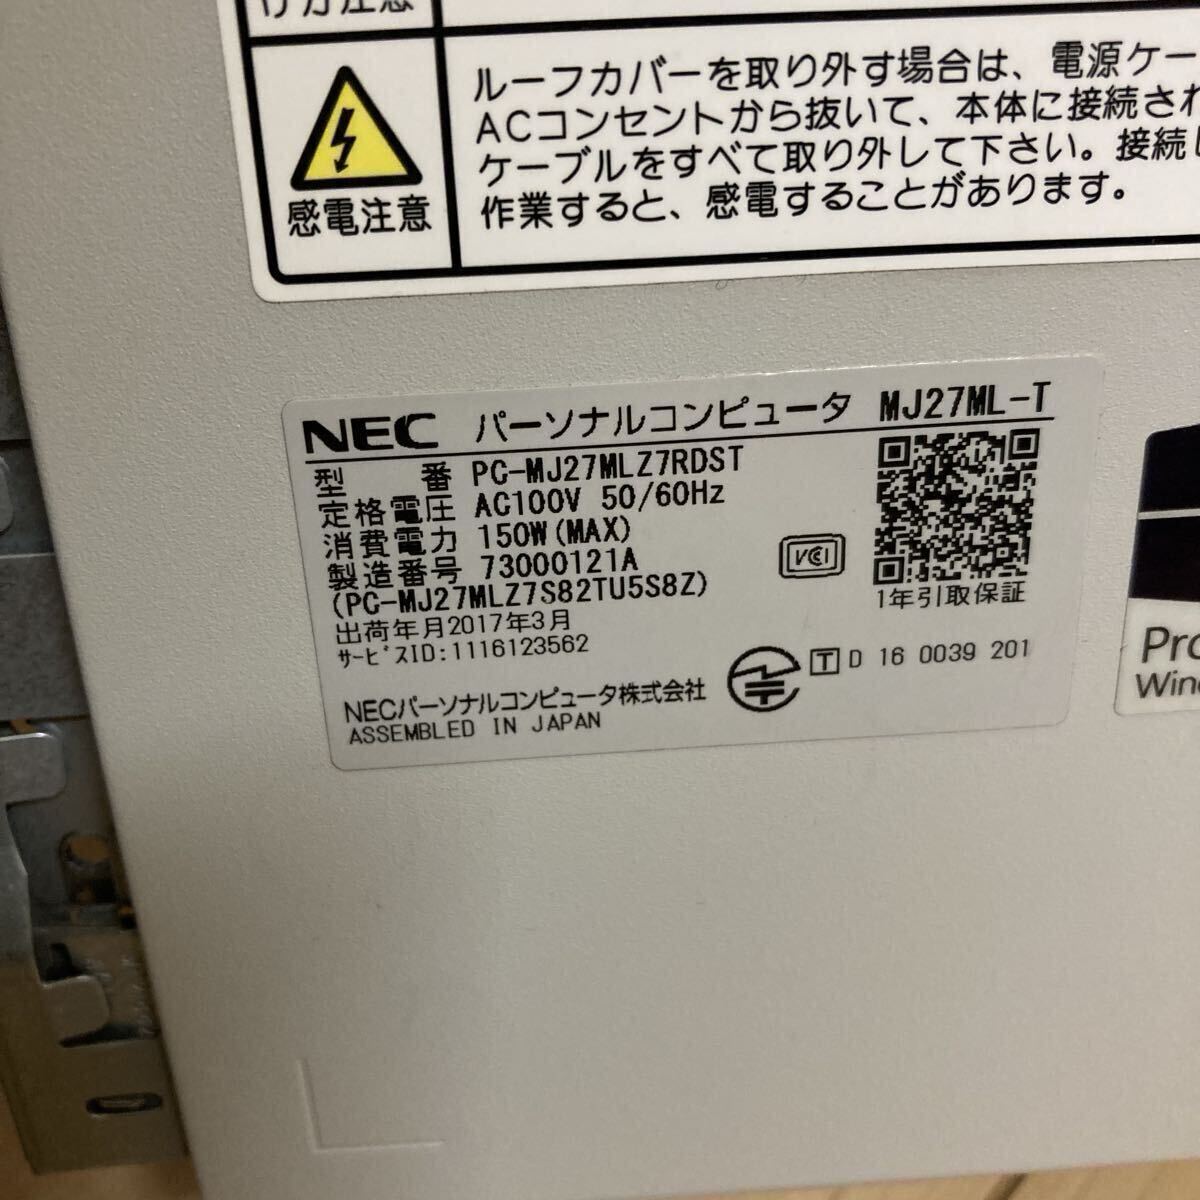 け方注意
ルーフカバーを取り外す場合は、電源ケー
ACコンセントから抜いて、本体に接続され
ケーブルをすべて取り外して下さい。接続し
作業すると、感電することがあります。
感電注意
NEC パーソナルコンピュータ MJ27ML-T
型番 PC-MJ27MLZ7RDST
定格電圧 AC100V 50/60Hz
消費電力 150W(MAX)
製造番号 73000121A
(PC-MJ27MLZ7S82TU5S8Z)
出荷年月2017年3月
サービスID:1116123562
VCI
1年引取保証
T D 16 0039 201
NECパーソナルコンピュータ株式会社
ASSEMBLED IN JAPAN
Pro
Wind